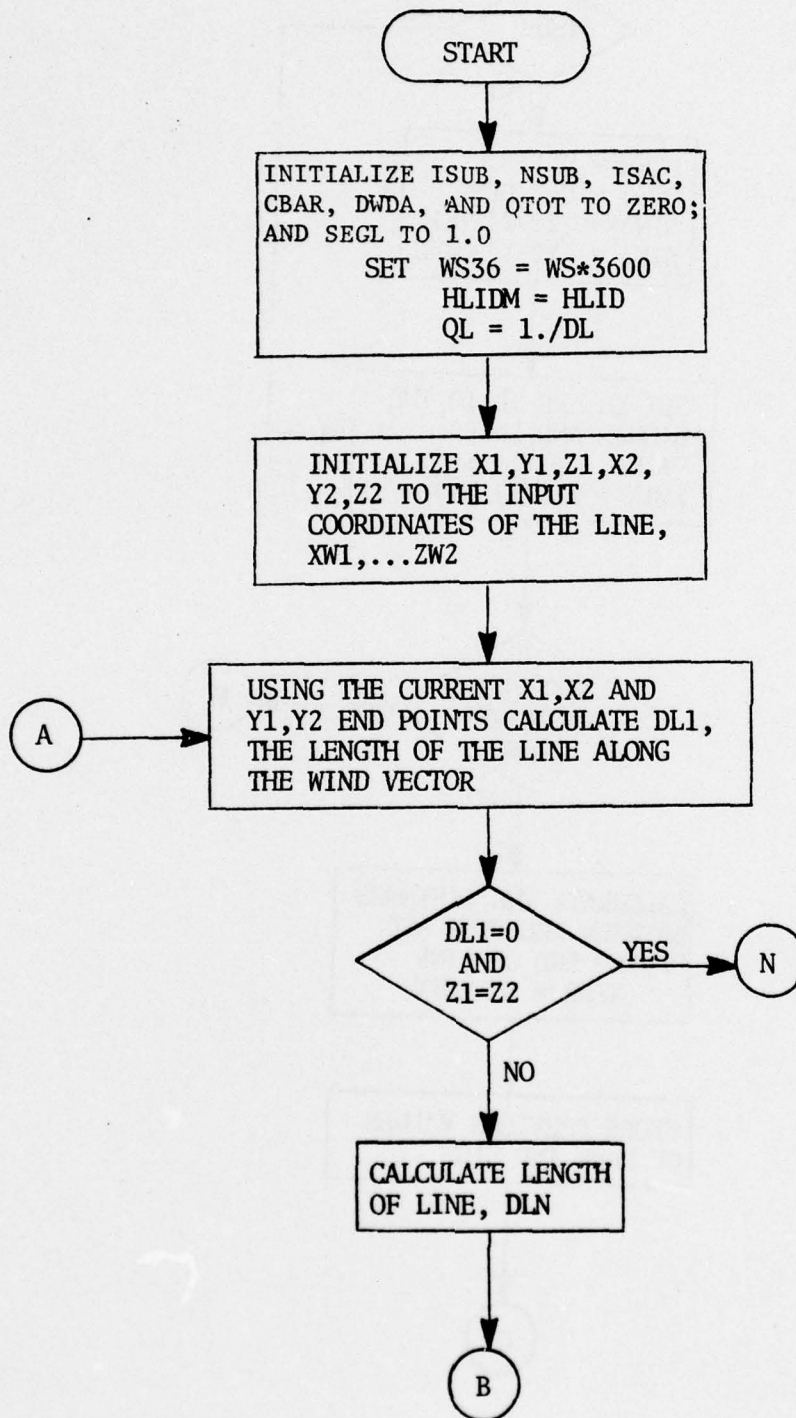 START
INITIALIZE ISUB, NSUB, ISAC,
CBAR, DWDA, AND QTOT TO ZERO;
AND SEGL TO 1.0
SET WS36 = WS*3600
HLIDM = HLID
QL = 1./DL
INITIALIZE X1,Y1,Z1,X2,
Y2,Z2 TO THE INPUT
COORDINATES OF THE LINE,
XW1,...ZW2
A
USING THE CURRENT X1,X2 AND
Y1,Y2 END POINTS CALCULATE DL1,
THE LENGTH OF THE LINE ALONG
THE WIND VECTOR
DL1=0
AND
Z1=Z2
YES
N
NO
CALCULATE LENGTH
OF LINE, DLN
B